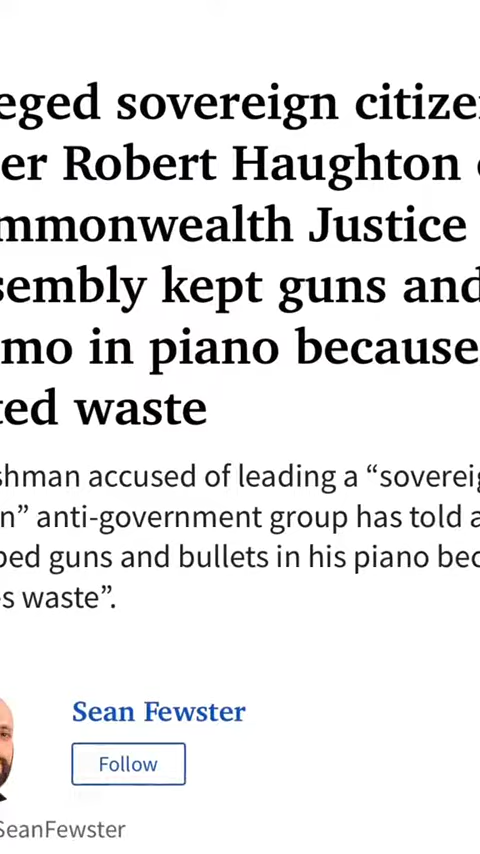 eged sovereign citize
er Robert Haughton
mmonwealth Justice
sembly kept guns and
mo in piano because
ted waste
shman accused of leading a “sovereig
n” anti-government group has told a
ped guns and bullets in his piano bec
s waste”.
Sean Fewster
Follow
SeanFewster